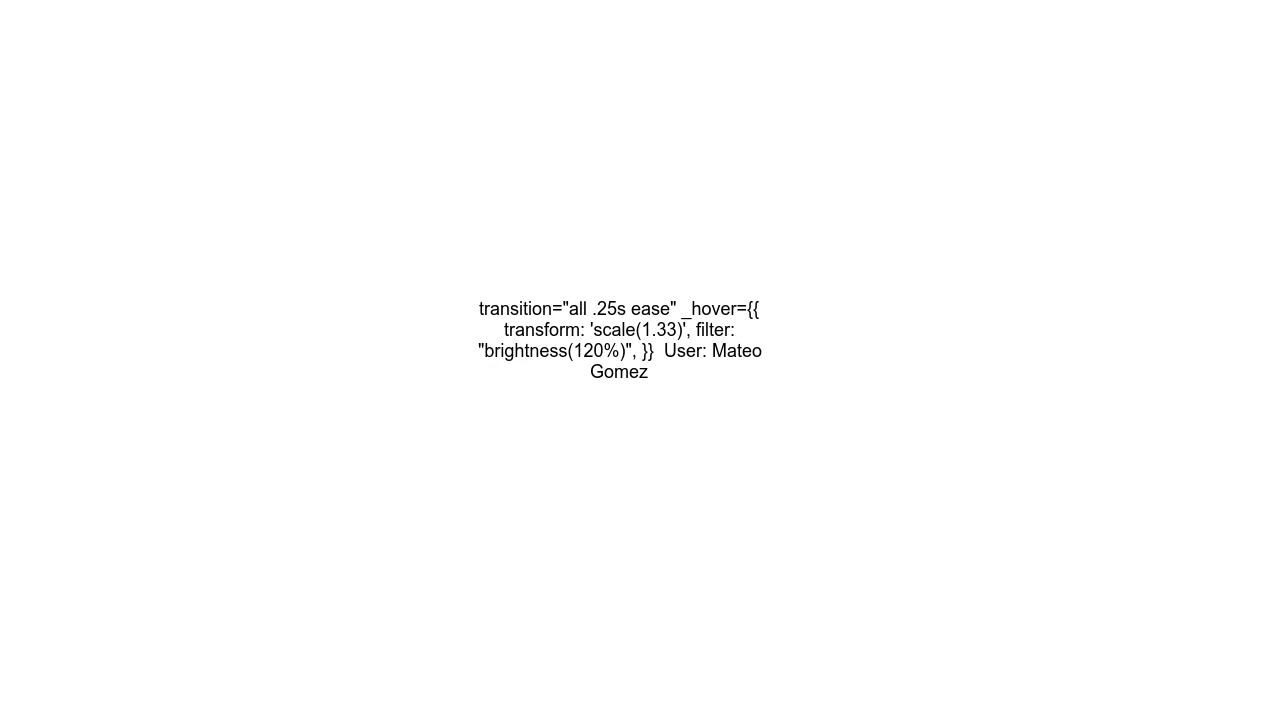 transition="all .25s ease" _hover={{
transform: 'scale(1.33)', filter:
"brightness(120%)", }}  User: Mateo
Gomez